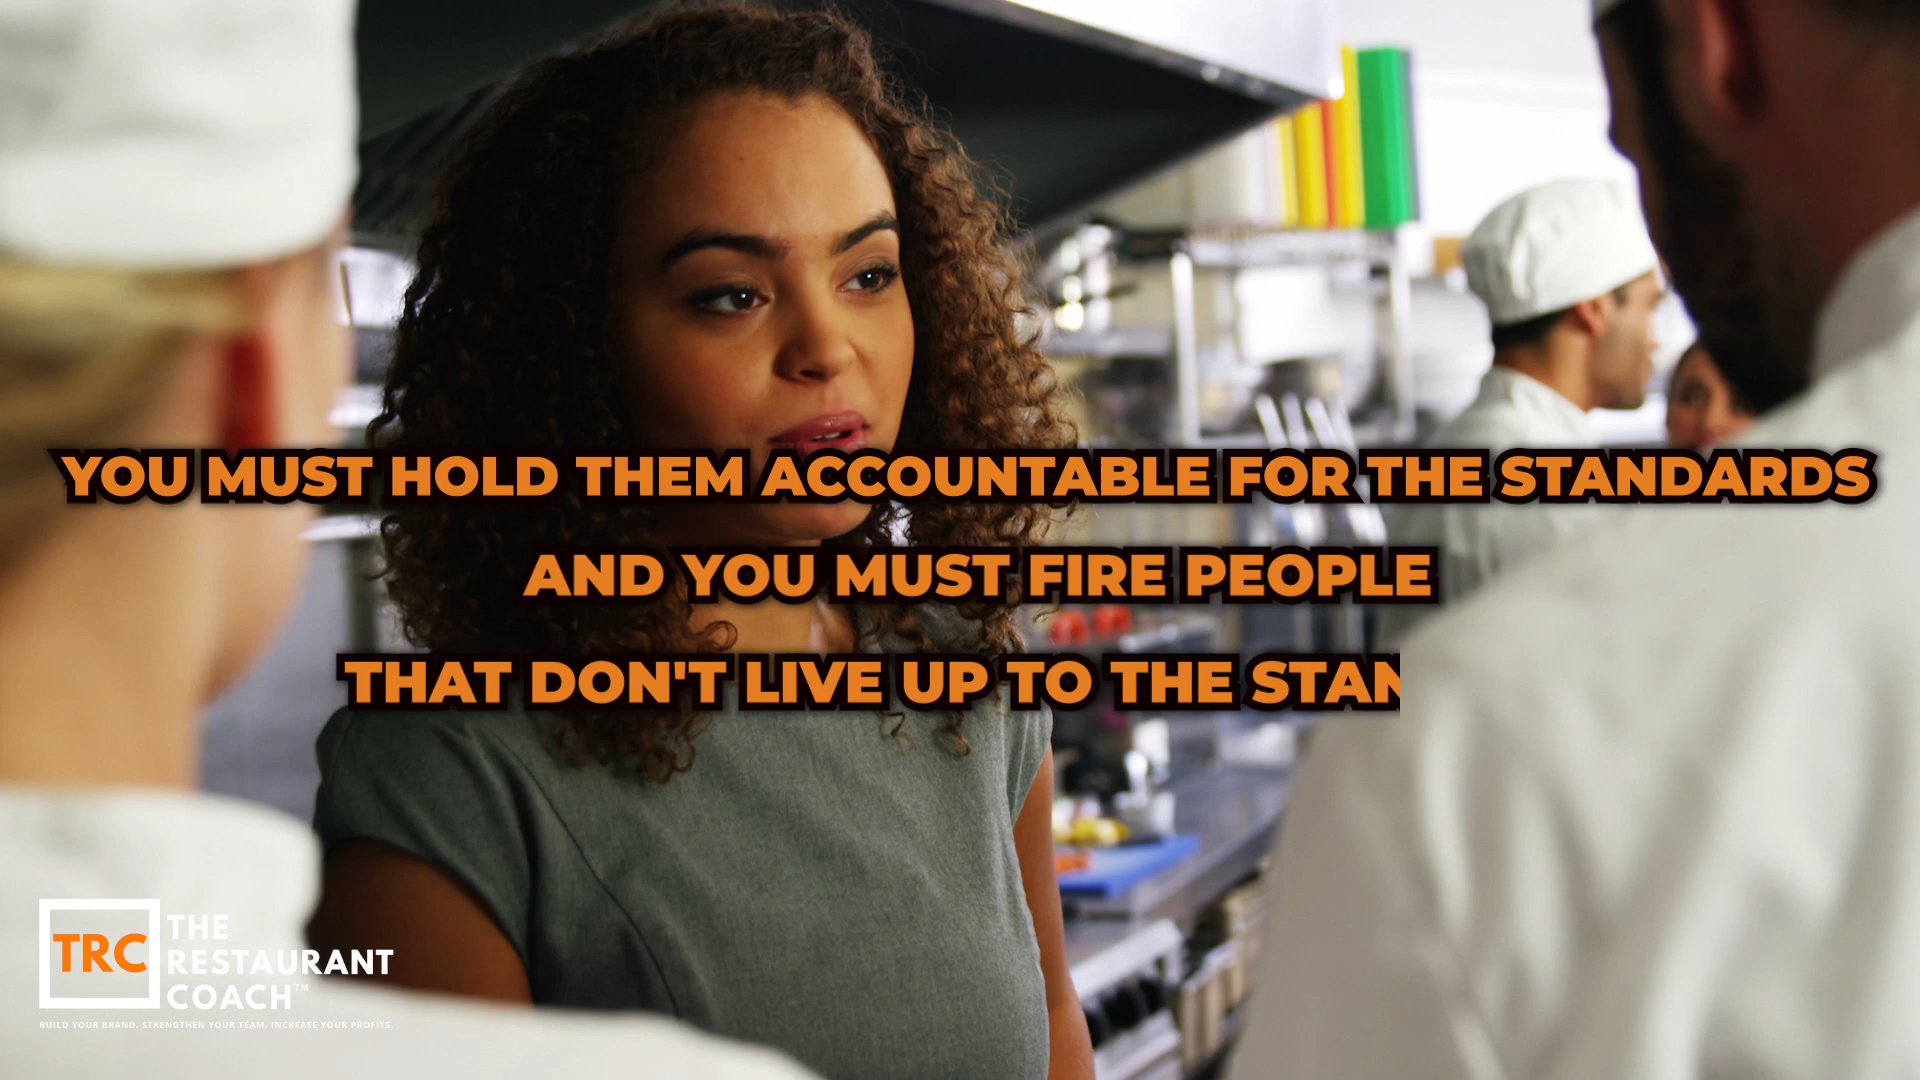 YOU MUST HOLD THEM ACCOUNTABLE FOR THE STANDARDS
AND YOU MUST FIRE PEOPLE
THAT DON'T LIVE UP TO THE STAN
TRC
THE
RESTAURANT
COACH™
BUILD YOUR BRAND. STRENGTHEN YOUR TEAM. INCREASE YOUR PROFITS.